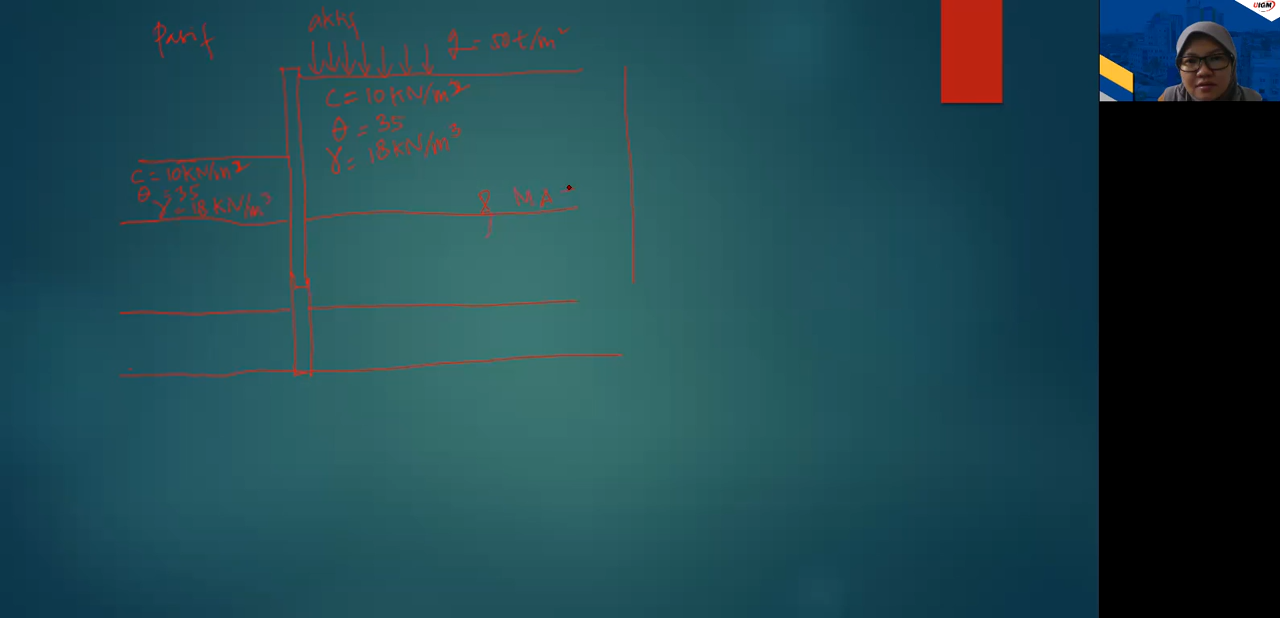 Pasif
aktif
q = 50 t/m²
C = 10 KN/m²
θ = 35
γ = 18 KN/m³
C = 10 KN/m²
θ = 35
γ = 18 KN/m³
MA
UIGM